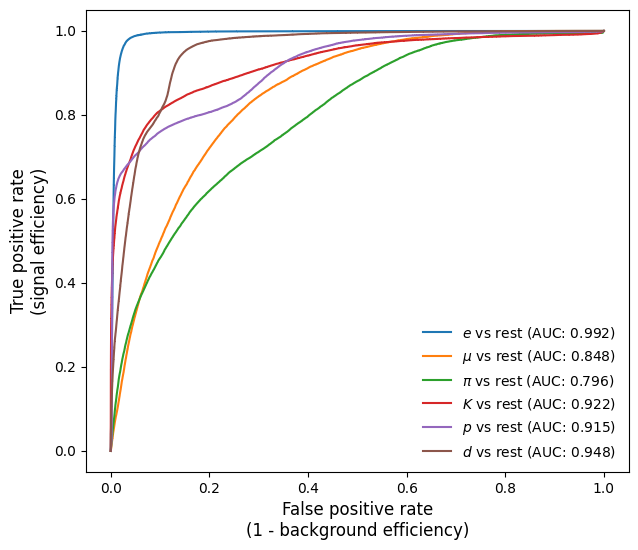 True positive rate
(signal efficiency)
1.0
0.8
0.6
0.4
0.2
0.0
e vs rest (AUC: 0.992)
μ vs rest (AUC: 0.848)
π vs rest (AUC: 0.796)
K vs rest (AUC: 0.922)
p vs rest (AUC: 0.915)
d vs rest (AUC: 0.948)
0.0 0.2 0.4 0.6 0.8 1.0
False positive rate
(1 - background efficiency)